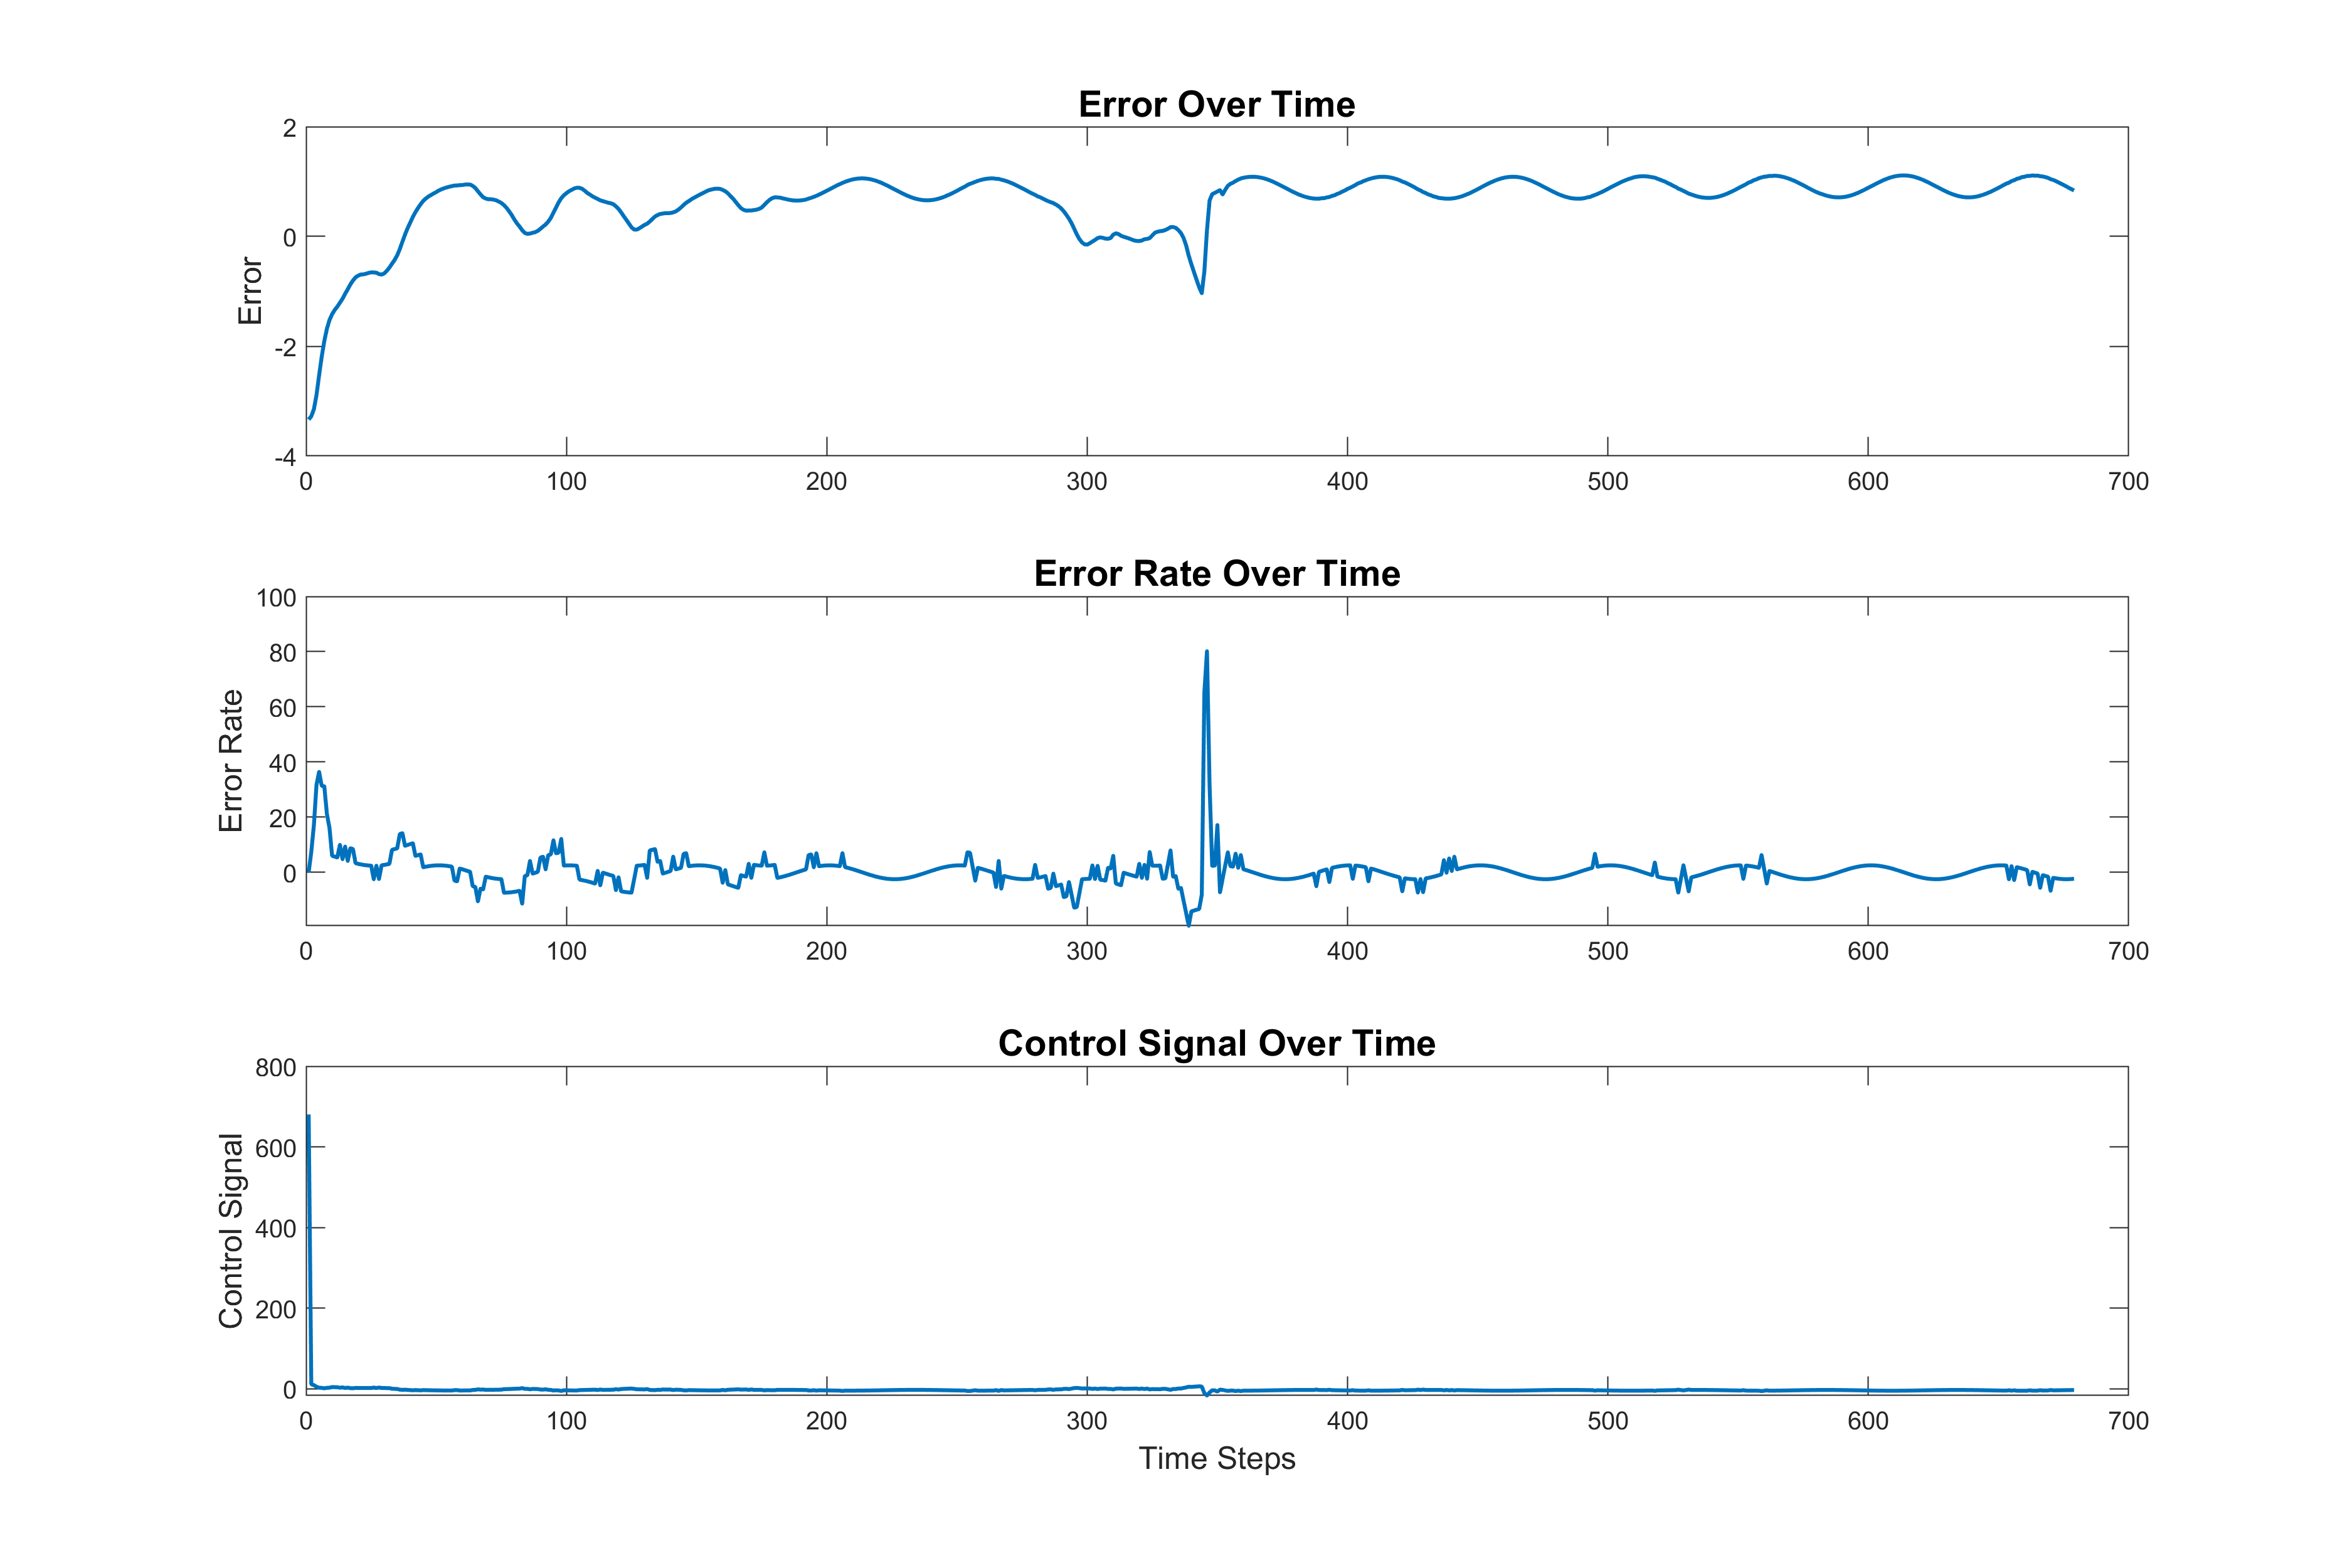 Error Over Time
2
0
-2
-4
Error
0 100 200 300 400 500 600 700
Error Rate Over Time
100
80
60
40
20
0
Error Rate
0 100 200 300 400 500 600 700
Control Signal Over Time
800
600
400
200
0
Control Signal
0 100 200 300 400 500 600 700
Time Steps